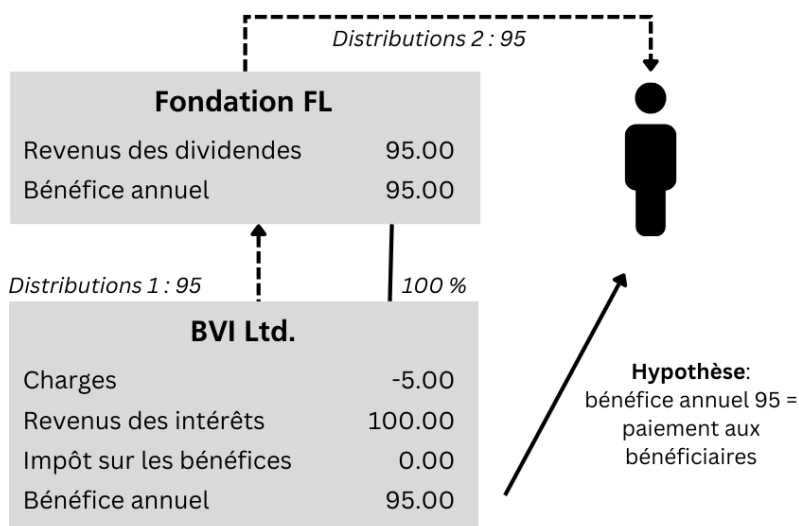 Distributions 2 : 95
Fondation FL
Revenus des dividendes 95.00
Bénéfice annuel 95.00
Distributions 1 : 95 100 %
BVI Ltd.
Charges -5.00
Revenus des intérêts 100.00
Impôt sur les bénéfices 0.00
Bénéfice annuel 95.00
Hypothèse:
bénéfice annuel 95 =
paiement aux
bénéficiaires